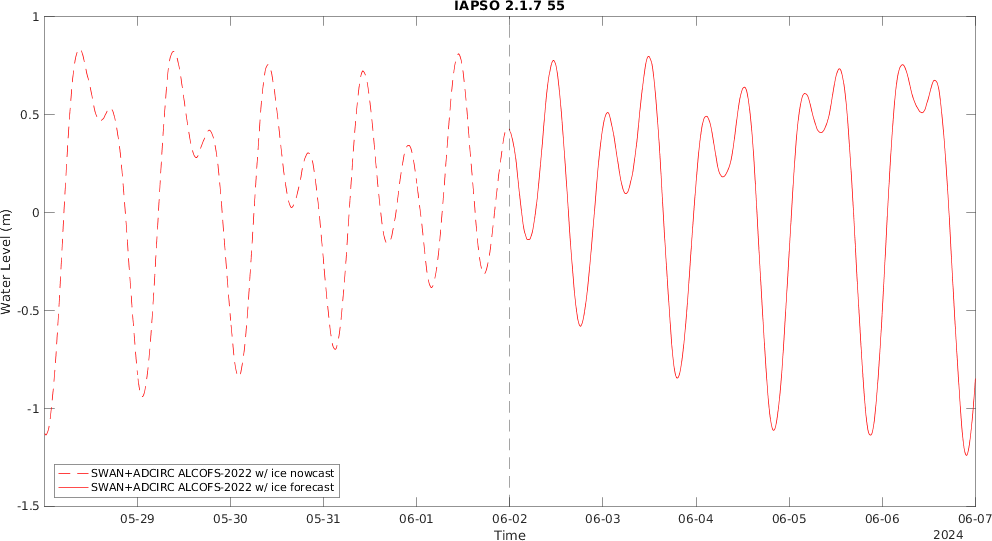 IAPSO 2.1.7 55
1
0.5
0
-0.5
-1
-1.5
Water Level (m)
SWAN+ADCIRC ALCOFS-2022 w/ ice nowcast
SWAN+ADCIRC ALCOFS-2022 w/ ice forecast
05-29 05-30 05-31 06-01 06-02 06-03 06-04 06-05 06-06 06-07
Time
2024